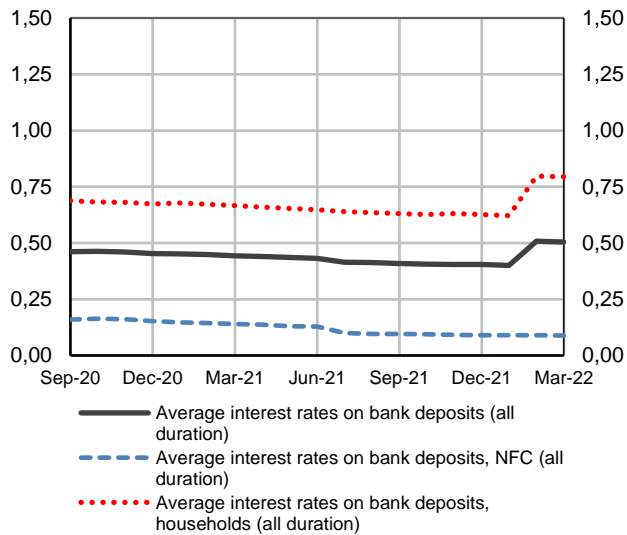 1,50 1,50
1,25 1,25
1,00 1,00
0,75 0,75
0,50 0,50
0,25 0,25
0,00 0,00
Sep-20 Dec-20 Mar-21 Jun-21 Sep-21 Dec-21 Mar-22
Average interest rates on bank deposits (all
duration)
Average interest rates on bank deposits, NFC (all
duration)
Average interest rates on bank deposits,
households (all duration)